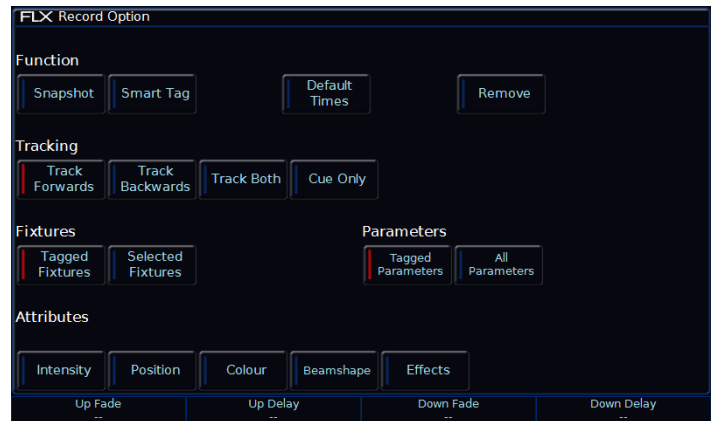 FLX Record Option
Function
Snapshot Smart Tag Default Times Remove
Tracking
Track Forwards Track Backwards Track Both Cue Only
Fixtures Parameters
Tagged Fixtures Selected Fixtures Tagged Parameters All Parameters
Attributes
Intensity Position Colour Beamshape Effects
Up Fade Up Delay Down Fade Down Delay
-- -- -- --